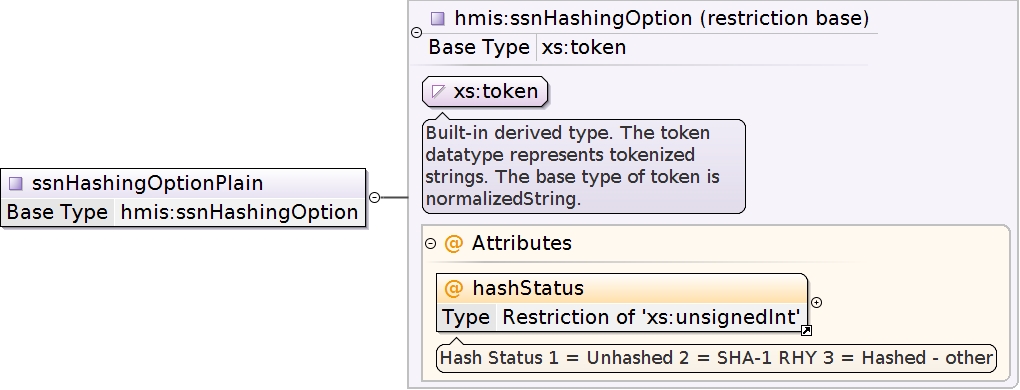 hmis:ssnHashingOption (restriction base)
Base Type xs:token
xs:token
Built-in derived type. The token
datatype represents tokenized
strings. The base type of token is
normalizedString.
ssnHashingOptionPlain
Base Type hmis:ssnHashingOption
@ Attributes
@ hashStatus
Type Restriction of 'xs:unsignedInt'
Hash Status 1 = Unhashed 2 = SHA-1 RHY 3 = Hashed - other